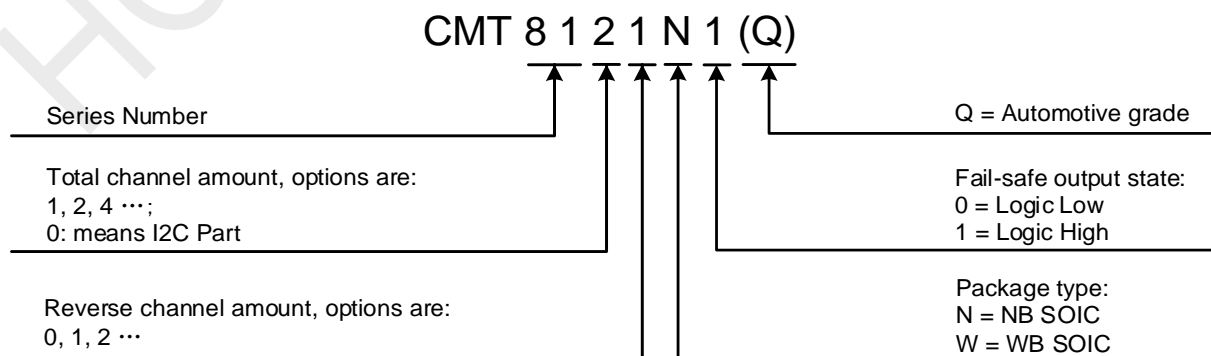 CMT 8 1 2 1 N 1 (Q)
Series Number
Total channel amount, options are:
1, 2, 4 ⋯;
0: means I2C Part
Reverse channel amount, options are:
0, 1, 2 ⋯
Q = Automotive grade
Fail-safe output state:
0 = Logic Low
1 = Logic High
Package type:
N = NB SOIC
W = WB SOIC